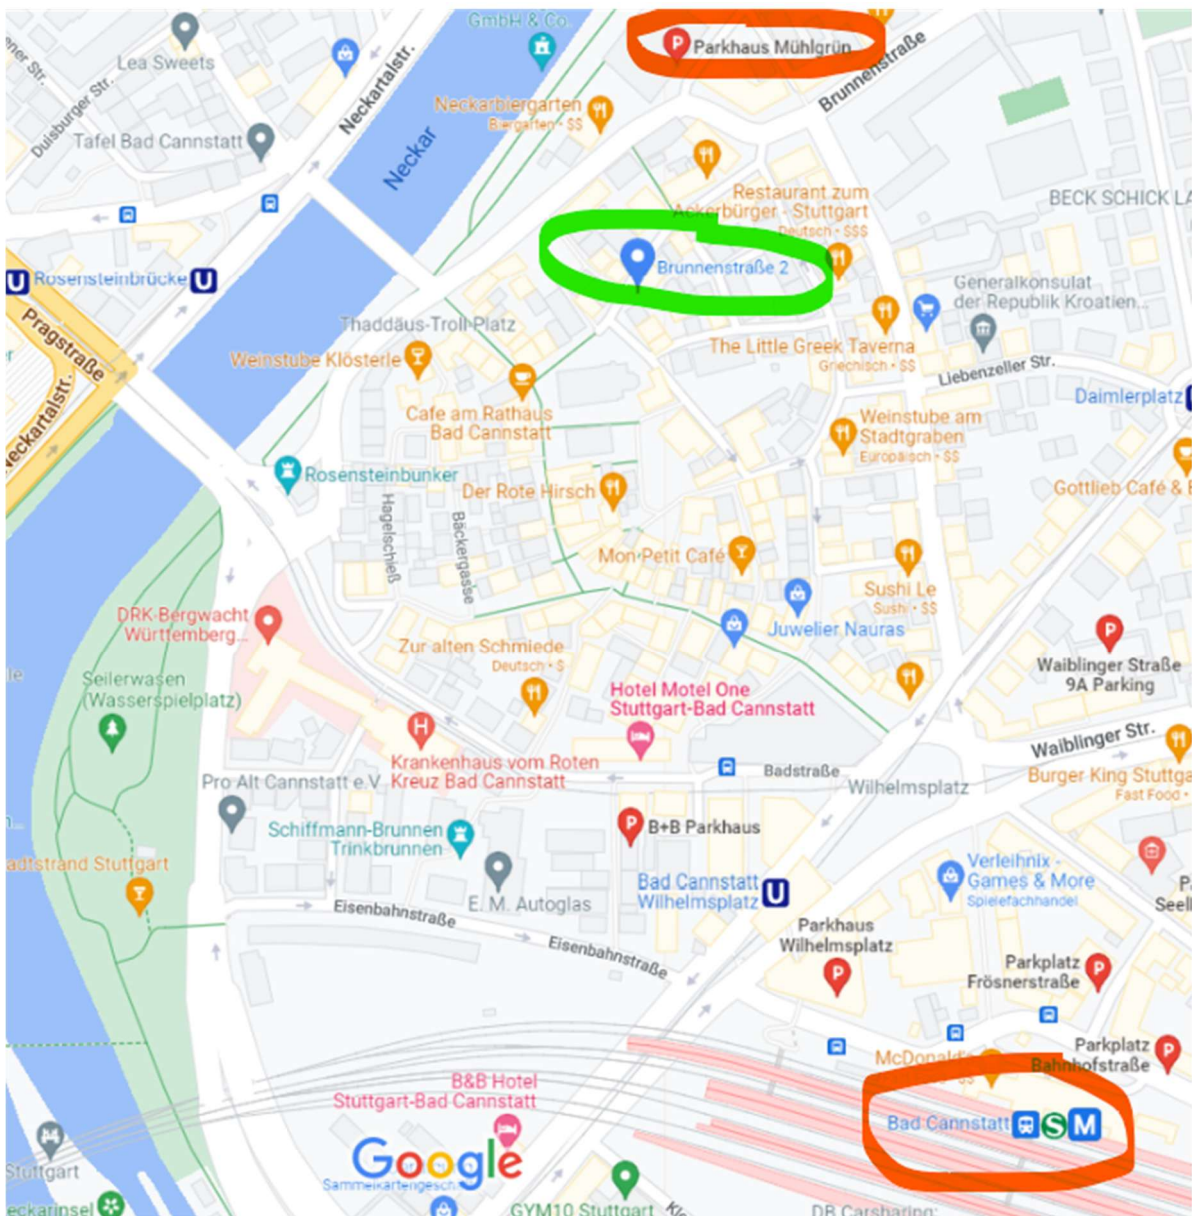 GmbH & Co.
Parkhaus Mühlgrün
Lea Sweets
Duisburger Str.
Neckartalstr.
Brunnenstraße
Neckarbiergarten
Biergarten • $$
Tafel Bad Cannstatt
Neckar
Restaurant zum
Ackerbürger - Stuttgart
Deutsch • $$$
BECK SCHICK LA
Rosensteinbrücke
Brunnenstraße 2
Generalkonsulat
der Republik Kroatien...
Pragstraße
Thaddäus-Troll-Platz
Weinstube Klösterle
The Little Greek Taverna
Griechisch • $$
Liebenzeller Str.
Neckartalstr.
Cafe am Rathaus
Bad Cannstatt
Daimlerplatz
Weinstube am
Stadtgraben
Europäisch • $$
Rosensteinbunker
Der Rote Hirsch
Gottlieb Café &
Hagelschieß
Bäckergasse
Mon Petit Café
Sushi Le
Sushi • $$
DRK-Bergwacht
Württemberg...
Juwelier Nauras
Zur alten Schmiede
Deutsch • $
Waiblinger Straße
9A Parking
Seilerwasen
(Wasserspielplatz)
Hotel Motel One
Stuttgart-Bad Cannstatt
Waiblinger Str.
Krankenhaus vom Roten
Kreuz Bad Cannstatt
Badstraße
Wilhelmsplatz
Burger King Stuttga
Fast Food •
Pro Alt Cannstatt e.V
Schiffmann-Brunnen
Trinkbrunnen
B+B Parkhaus
adtstrand Stuttgart
Verleihnix -
Games & More
Spielefachhandel
Bad Cannstatt
Wilhelmsplatz
E. M. Autoglas
Seel
Eisenbahnstraße
Eisenbahnstraße
Parkhaus
Wilhelmsplatz
Parkplatz
Frösnerstraße
McDonald's
$$
Parkplatz
Bahnhofstraße
B&B Hotel
Stuttgart-Bad Cannstatt
Bad Cannstatt
S M
Google
Stuttgart
eckarinsel
GYM10 Stuttgart
DB Carsharing: